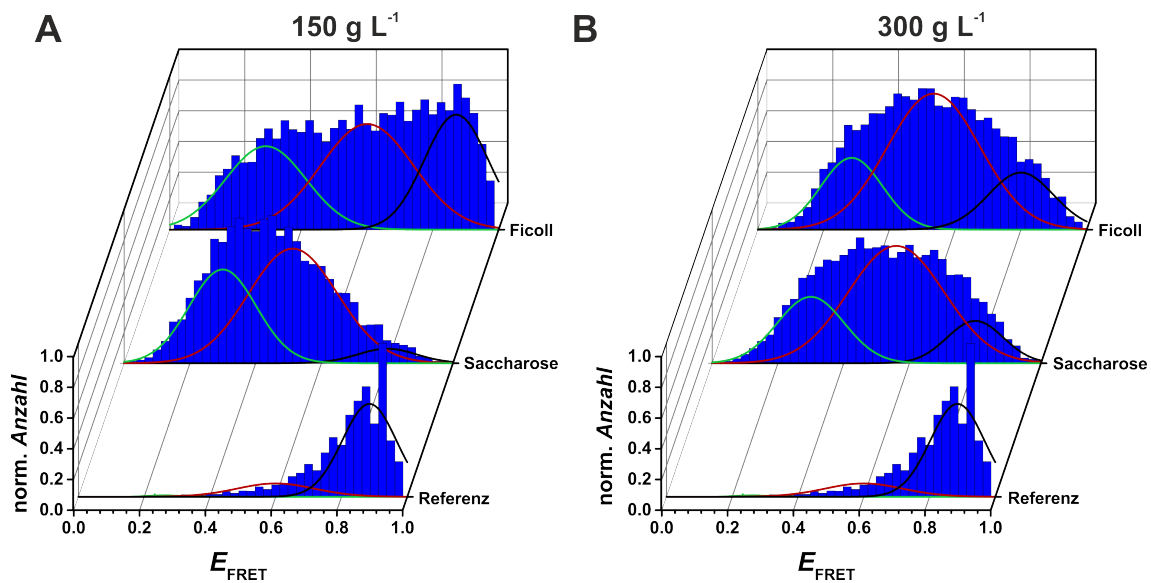 A
150 g L⁻¹
Ficoll
Saccharose
Referenz
norm. Anzahl
1.0
0.8
0.6
0.4
0.2
0.0
0.0 0.2 0.4 0.6 0.8 1.0
E_FRET
B
300 g L⁻¹
Ficoll
Saccharose
Referenz
norm. Anzahl
1.0
0.8
0.6
0.4
0.2
0.0
0.0 0.2 0.4 0.6 0.8 1.0
E_FRET